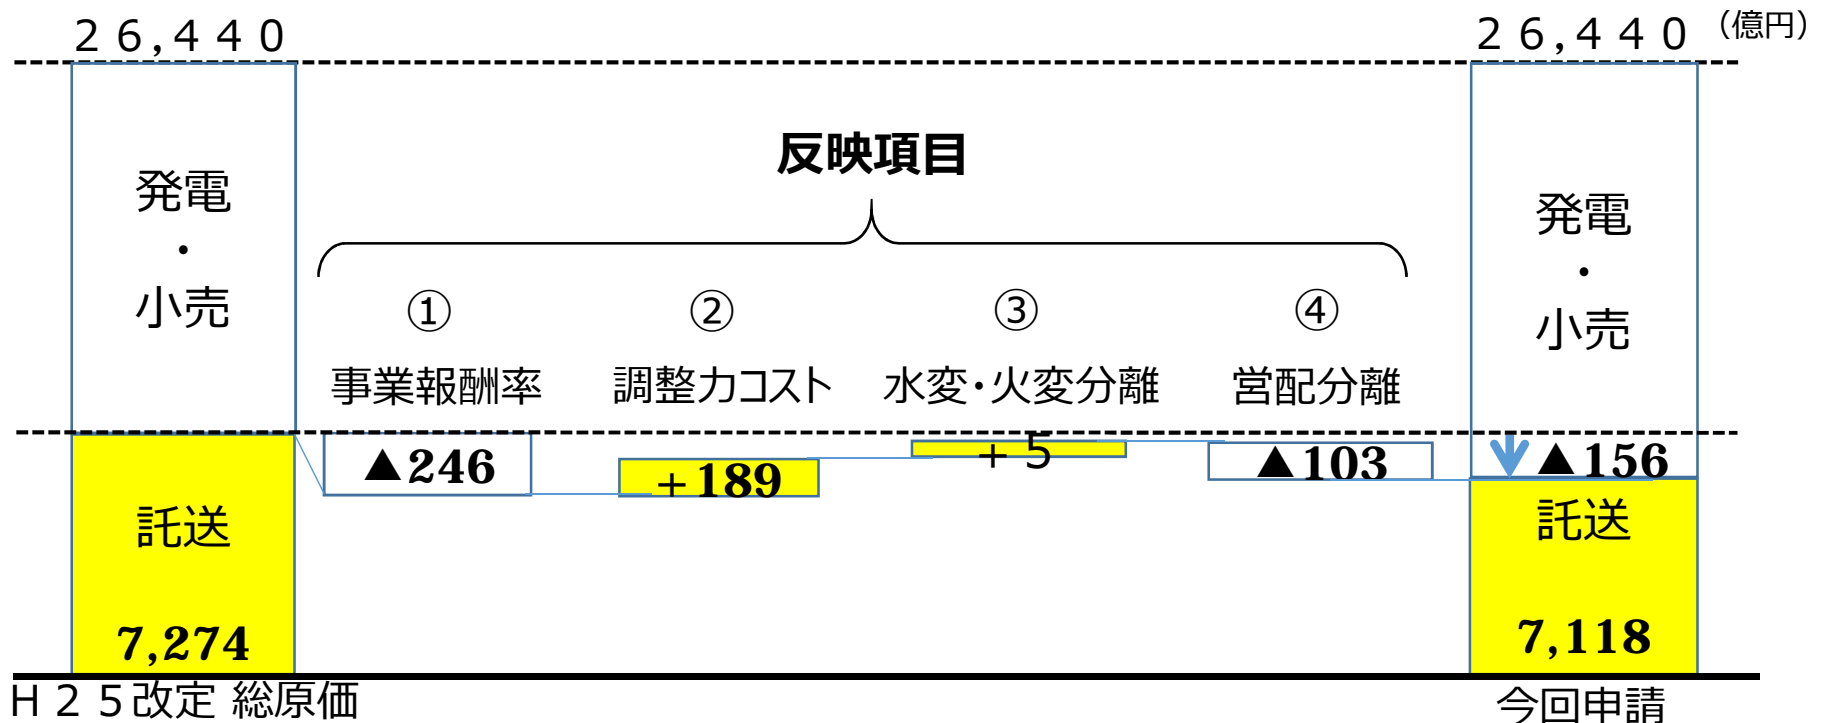 ２６,４４０
２６,４４０
（億円）
反映項目
発電
・
小売
発電
・
小売
①
②
③
④
事業報酬率
調整力コスト
水変・火変分離
営配分離
▲246
＋189
＋５
▲103
▲156
託送
託送
7,274
7,118
Ｈ２５改定 総原価
今回申請